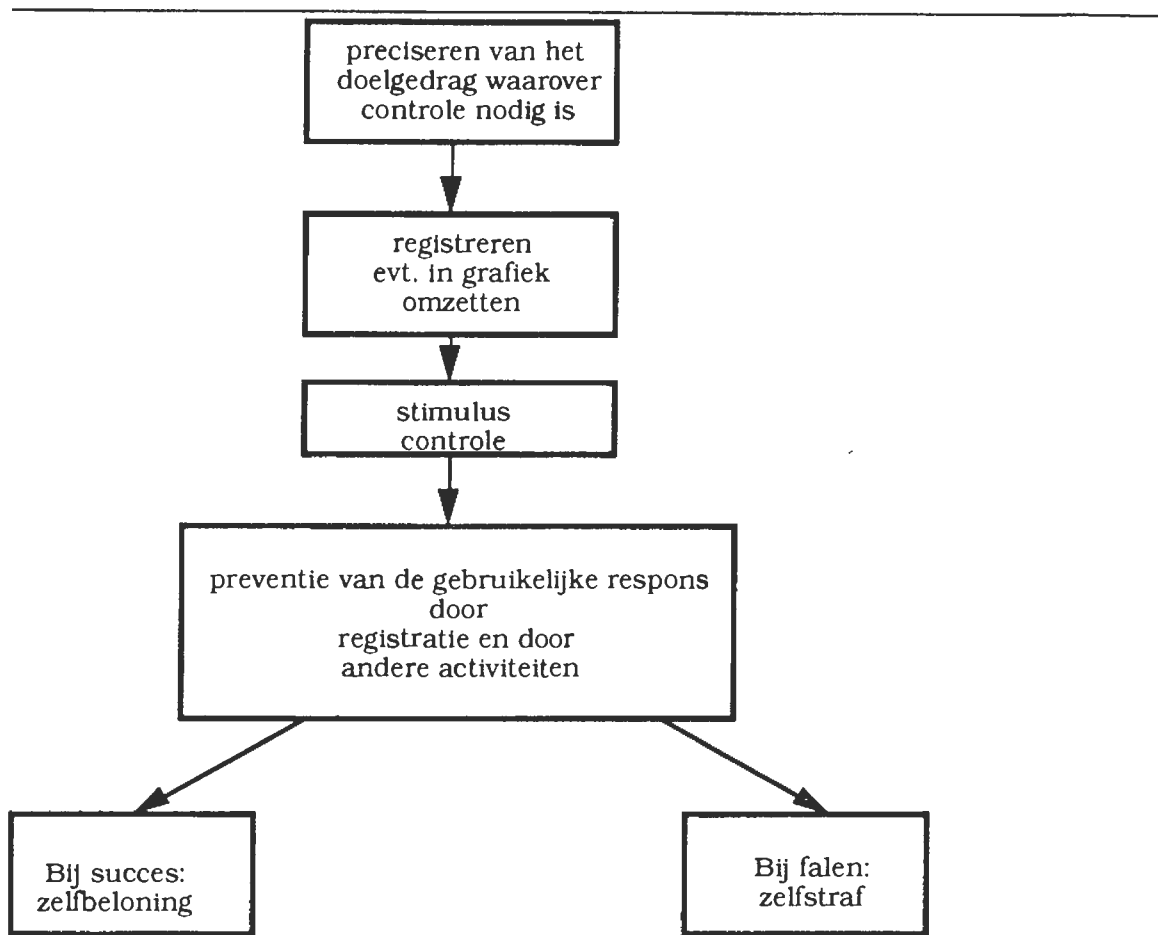 preciseren van het
doelgedrag waarover
controle nodig is
registreren
evt. in grafiek
omzetten
stimulus
controle
preventie van de gebruikelijke respons
door
registratie en door
andere activiteiten
Bij succes:
zelfbeloning
Bij falen:
zelfstraf